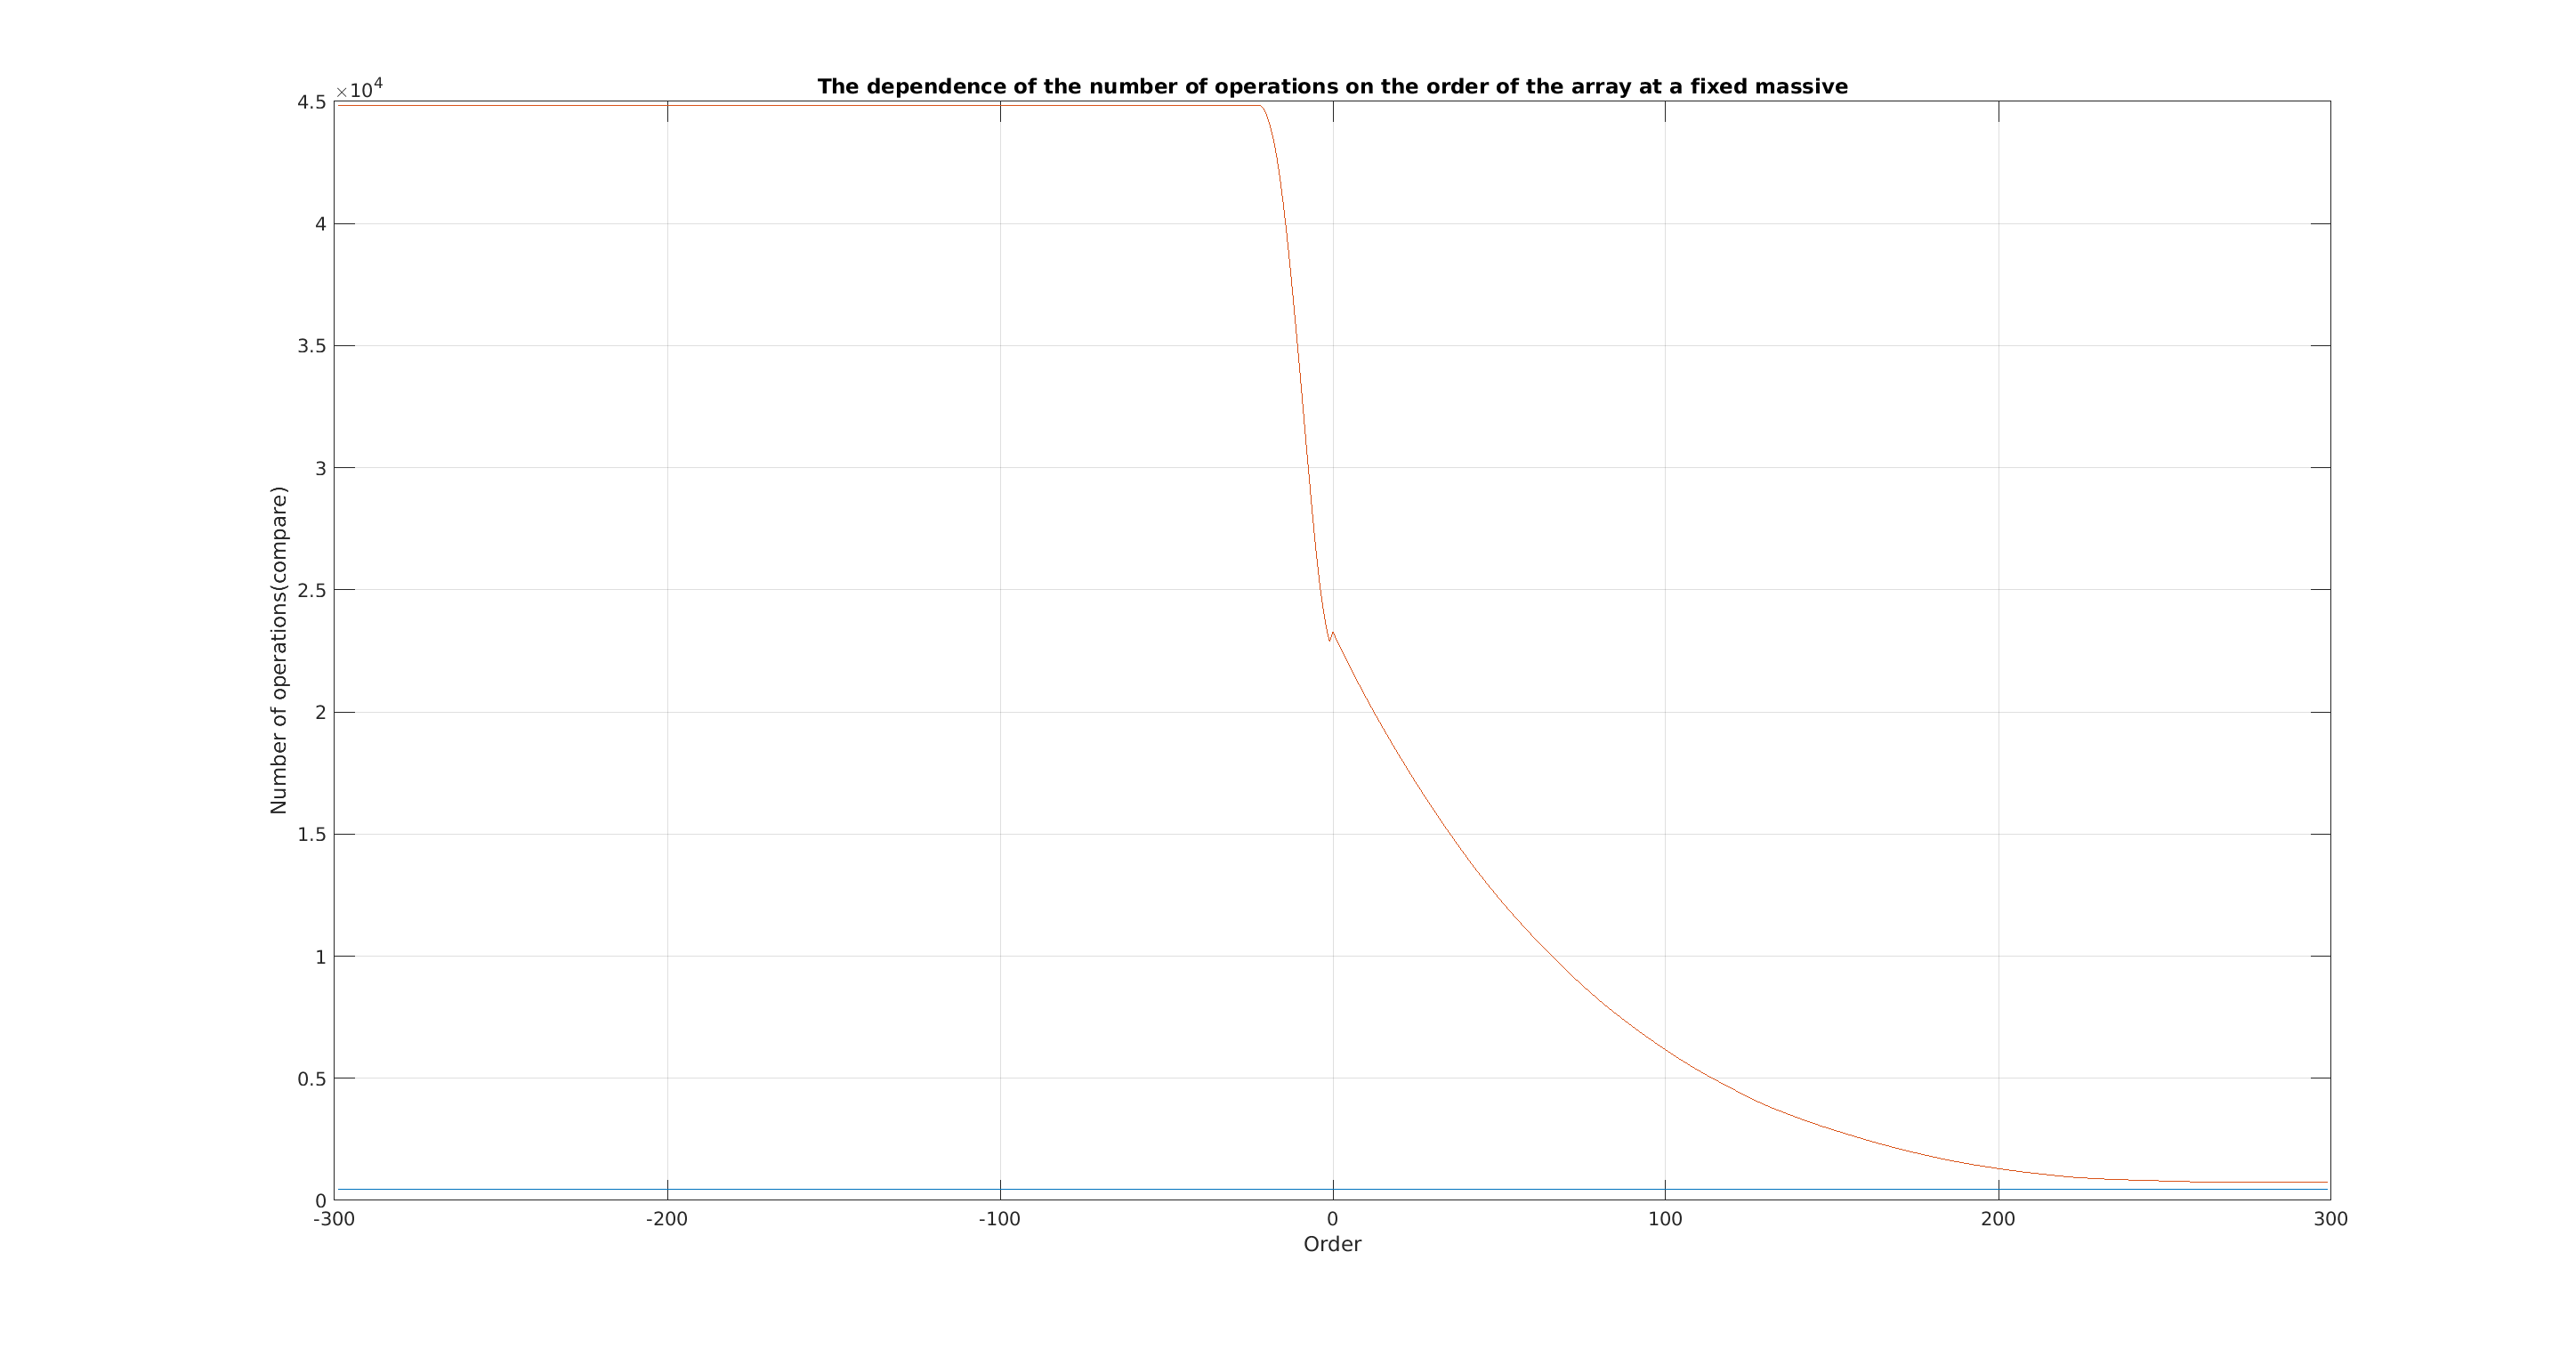 The dependence of the number of operations on the order of the array at a fixed massive
×10⁴
4.5
4
3.5
3
2.5
2
1.5
1
0.5
0
Number of operations(compare)
-300 -200 -100 0 100 200 300
Order